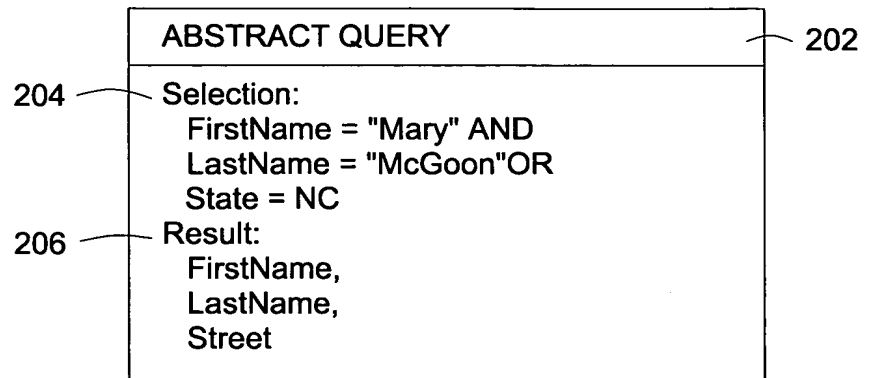 ABSTRACT QUERY 202
204 Selection:
FirstName = "Mary" AND
LastName = "McGoon"OR
State = NC
206 Result:
FirstName,
LastName,
Street